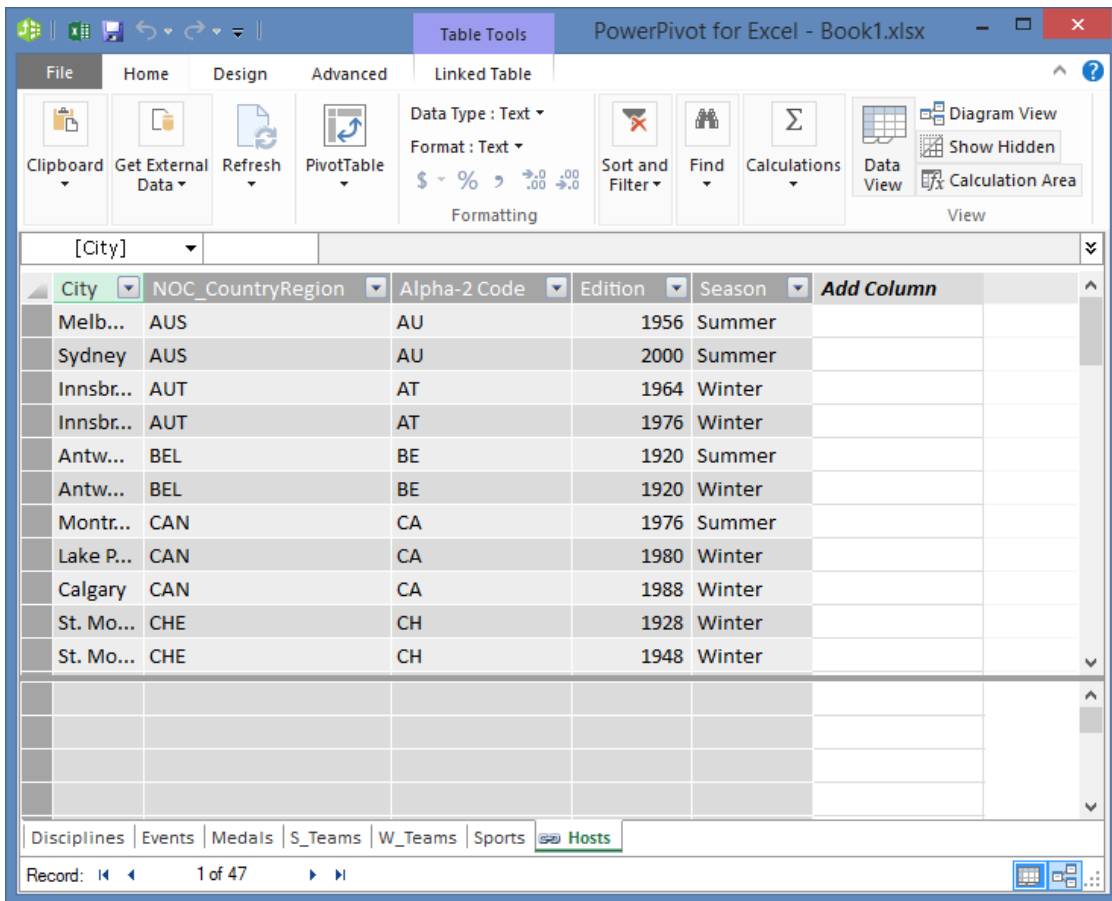 Table Tools
PowerPivot for Excel - Book1.xlsx
File Home Design Advanced Linked Table
Clipboard
Get External Data
Refresh
PivotTable
Data Type : Text
Format : Text
$ % , .0 .00 .00 .0
Formatting
Sort and Filter
Find
Σ
Calculations
Data View
Diagram View
Show Hidden
fx Calculation Area
View
[City]
City NOC_CountryRegion Alpha-2 Code Edition Season Add Column
Melb... AUS AU 1956 Summer
Sydney AUS AU 2000 Summer
Innsbr... AUT AT 1964 Winter
Innsbr... AUT AT 1976 Winter
Antw... BEL BE 1920 Summer
Antw... BEL BE 1920 Winter
Montr... CAN CA 1976 Summer
Lake P... CAN CA 1980 Winter
Calgary CAN CA 1988 Winter
St. Mo... CHE CH 1928 Winter
St. Mo... CHE CH 1948 Winter
Disciplines Events Medals S_Teams W_Teams Sports Hosts
Record: 1 of 47